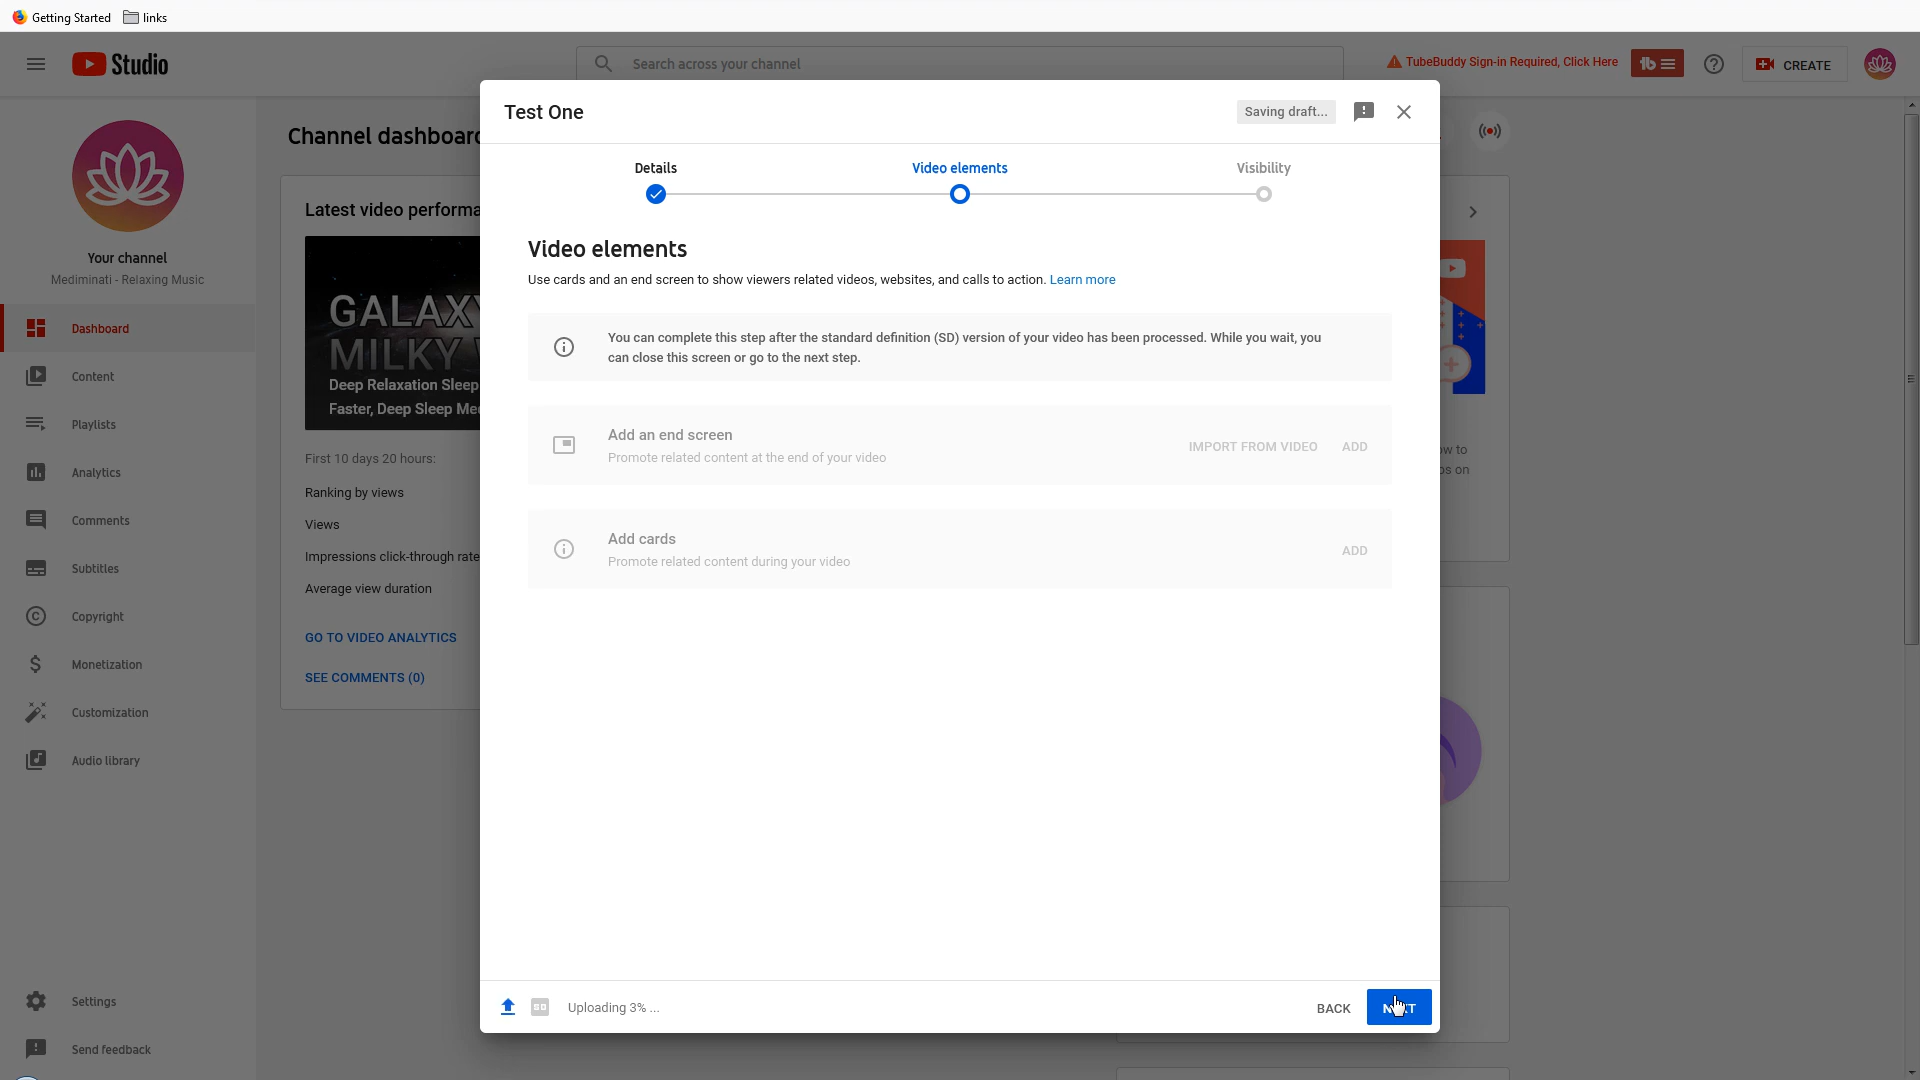 Getting Started links
Studio
Search across your channel
TubeBuddy Sign-in Required, Click Here
tb
CREATE
Test One
Saving draft...
Channel dashboard
Details
Video elements
Visibility
Latest video performa
Video elements
Use cards and an end screen to show viewers related videos, websites, and calls to action. Learn more
Your channel
Mediminati - Relaxing Music
GALAXY
MILKY
Deep Relaxation Sleep
Faster, Deep Sleep Me
You can complete this step after the standard definition (SD) version of your video has been processed. While you wait, you
can close this screen or go to the next step.
Dashboard
Content
Playlists
Analytics
Comments
Subtitles
Copyright
Monetization
Customization
Audio library
Settings
Send feedback
First 10 days 20 hours:
Ranking by views
Views
Impressions click-through rate
Average view duration
GO TO VIDEO ANALYTICS
SEE COMMENTS (0)
Add an end screen
Promote related content at the end of your video
IMPORT FROM VIDEO ADD
Add cards
Promote related content during your video
ADD
ow to
os on
SD
Uploading 3% ...
BACK
NEXT